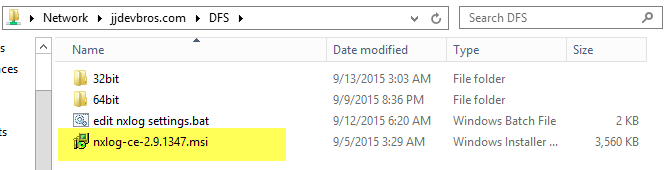 Network ▸ jjdevbros.com ▸ DFS ▸ Search DFS
Name Date modified Type Size
32bit 9/13/2015 3:03 AM File folder
64bit 9/9/2015 8:36 PM File folder
edit nxlog settings.bat 9/12/2015 6:20 AM Windows Batch File 2 KB
nxlog-ce-2.9.1347.msi 9/5/2015 3:29 AM Windows Installer ... 3,560 KB